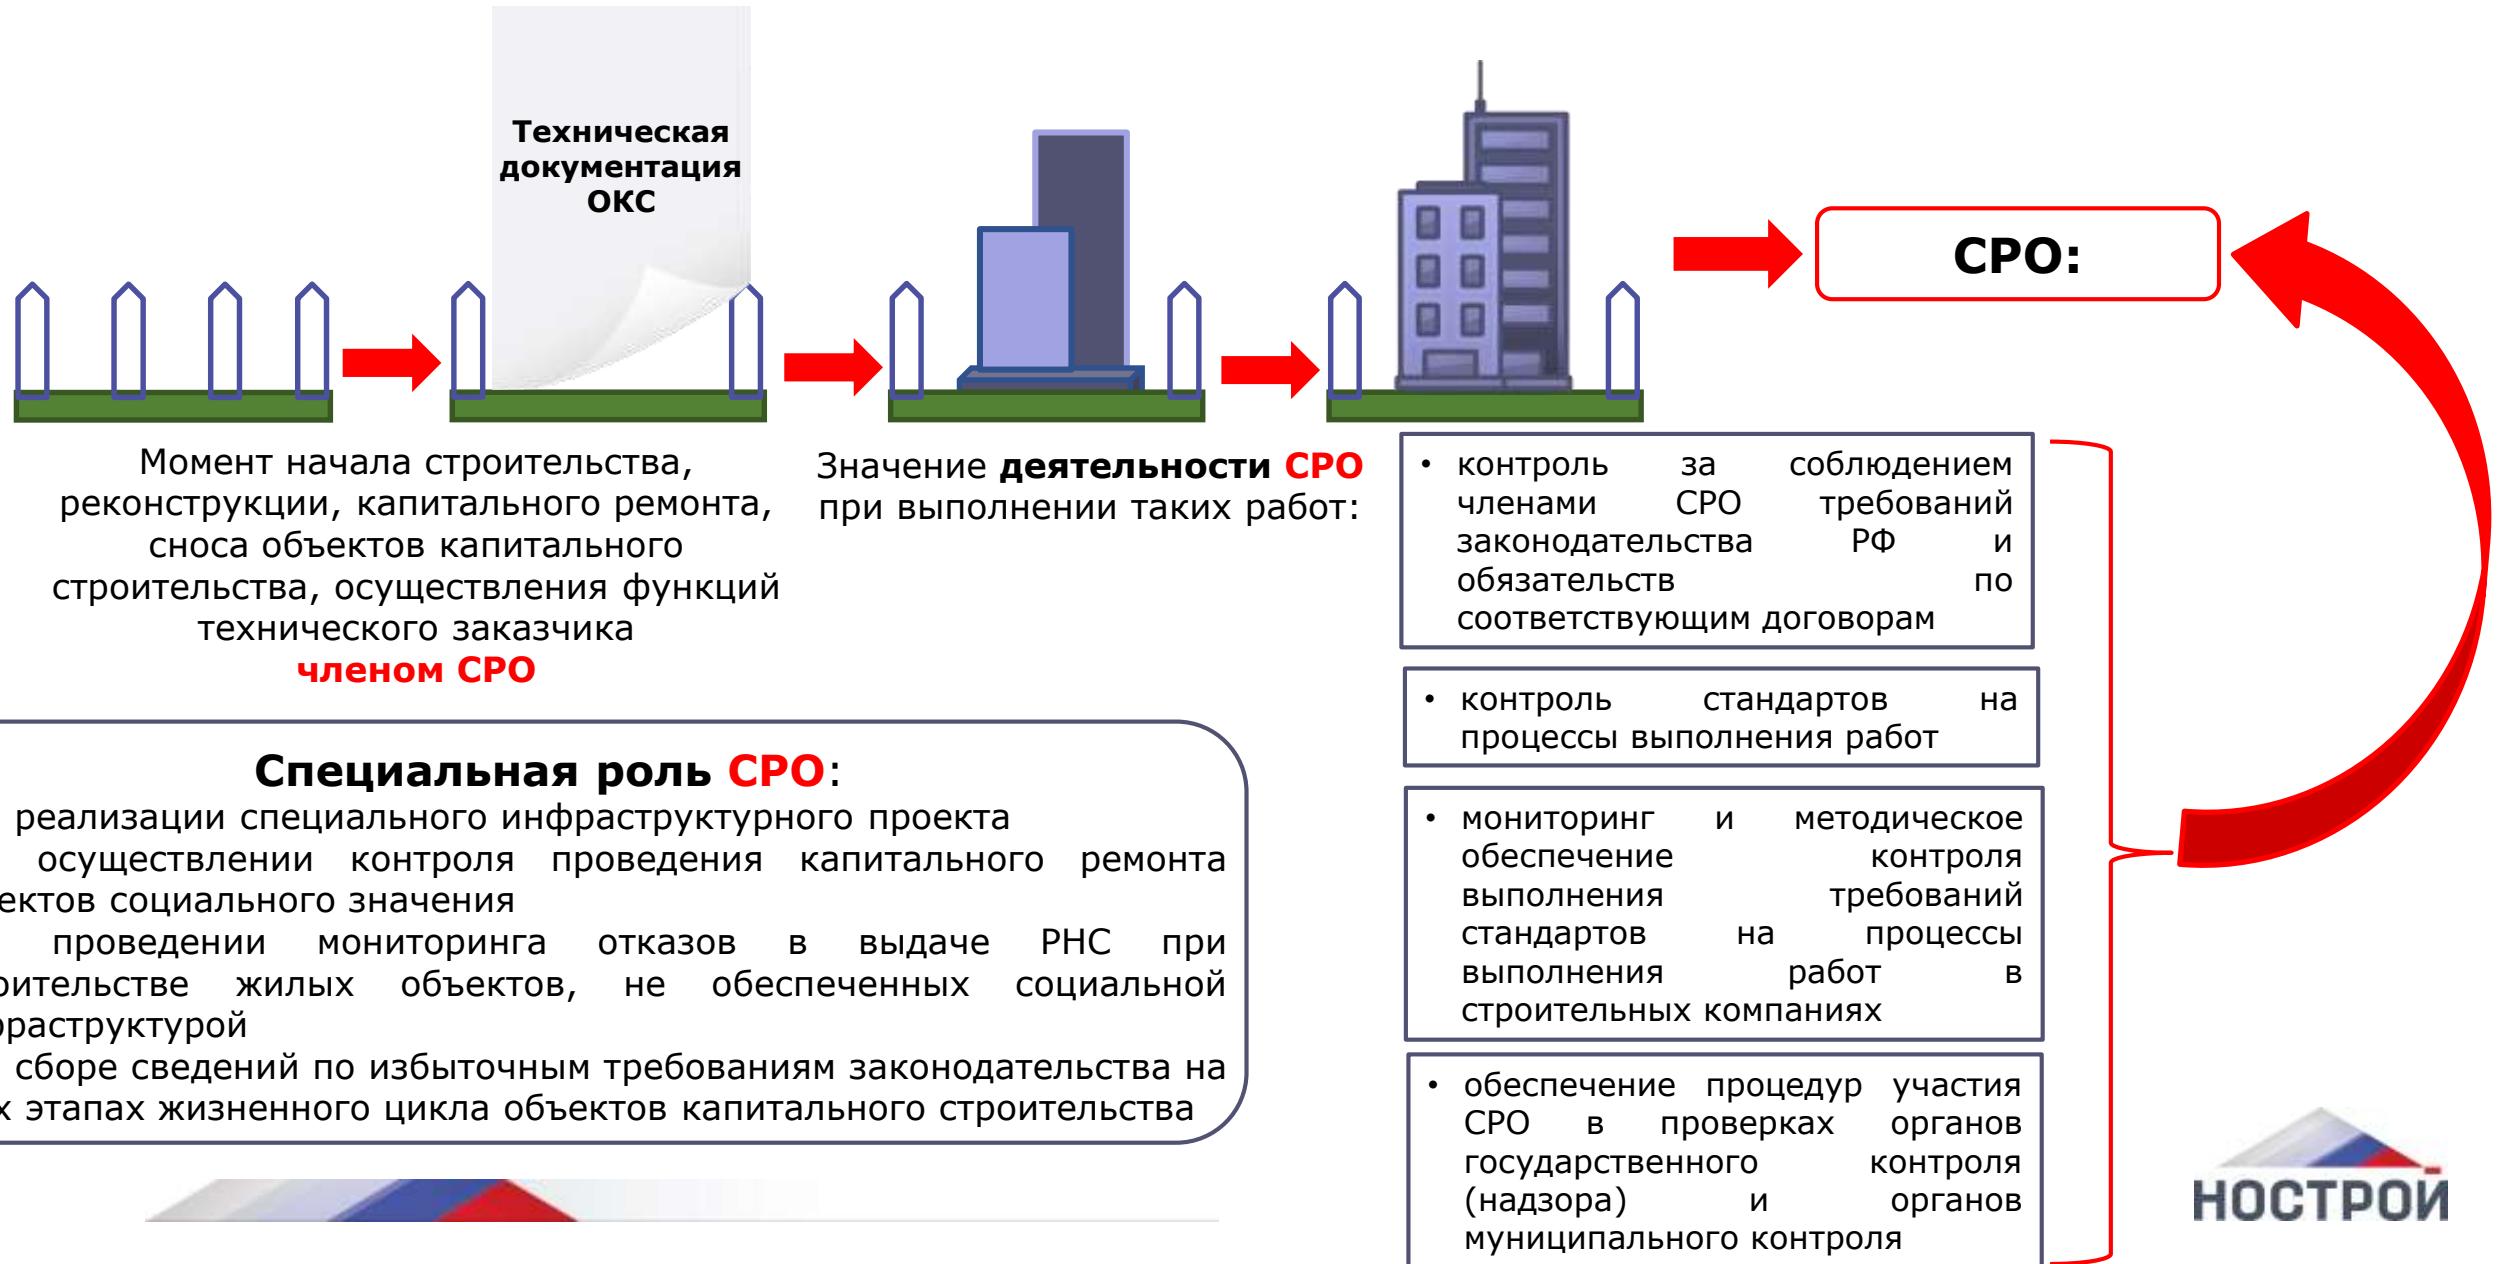 Техническая
документация
ОКС
СРО:
Момент начала строительства,
реконструкции, капитального ремонта,
сноса объектов капитального
строительства, осуществления функций
технического заказчика
членом СРО
Значение деятельности СРО
при выполнении таких работ:
• контроль за соблюдением
членами СРО требований
законодательства РФ и
обязательств по
соответствующим договорам
• контроль стандартов на
процессы выполнения работ
• мониторинг и методическое
обеспечение контроля
выполнения требований
стандартов на процессы
выполнения работ в
строительных компаниях
• обеспечение процедур участия
СРО в проверках органов
государственного контроля
(надзора) и органов
муниципального контроля
Специальная роль СРО:
реализации специального инфраструктурного проекта
осуществлении контроля проведения капитального ремонта
ектов социального значения
проведении мониторинга отказов в выдаче РНС при
оительстве жилых объектов, не обеспеченных социальной
фраструктурой
сборе сведений по избыточным требованиям законодательства на
х этапах жизненного цикла объектов капитального строительства
НОСТРОЙ